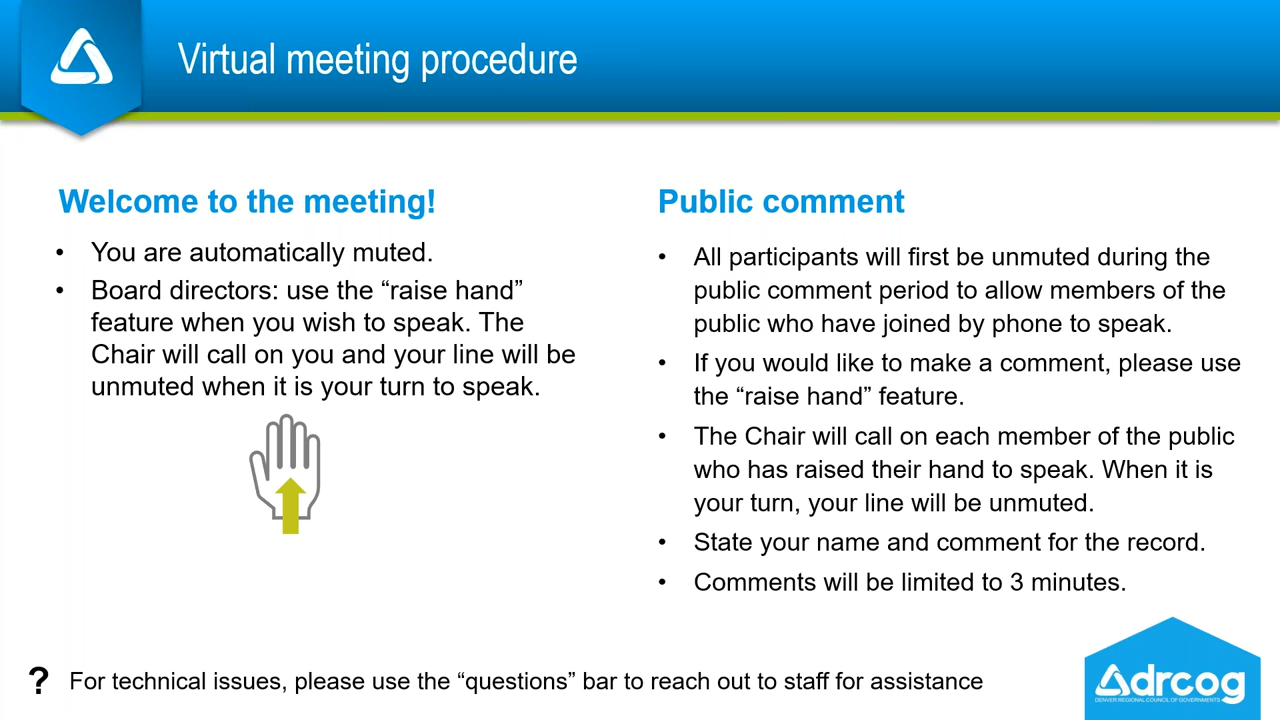 Virtual meeting procedure
Welcome to the meeting!
• You are automatically muted.
• Board directors: use the “raise hand”
feature when you wish to speak. The
Chair will call on you and your line will be
unmuted when it is your turn to speak.
Public comment
• All participants will first be unmuted during the
public comment period to allow members of the
public who have joined by phone to speak.
• If you would like to make a comment, please use
the “raise hand” feature.
• The Chair will call on each member of the public
who has raised their hand to speak. When it is
your turn, your line will be unmuted.
• State your name and comment for the record.
• Comments will be limited to 3 minutes.
? For technical issues, please use the “questions” bar to reach out to staff for assistance
drcog
DENVER REGIONAL COUNCIL OF GOVERNMENTS